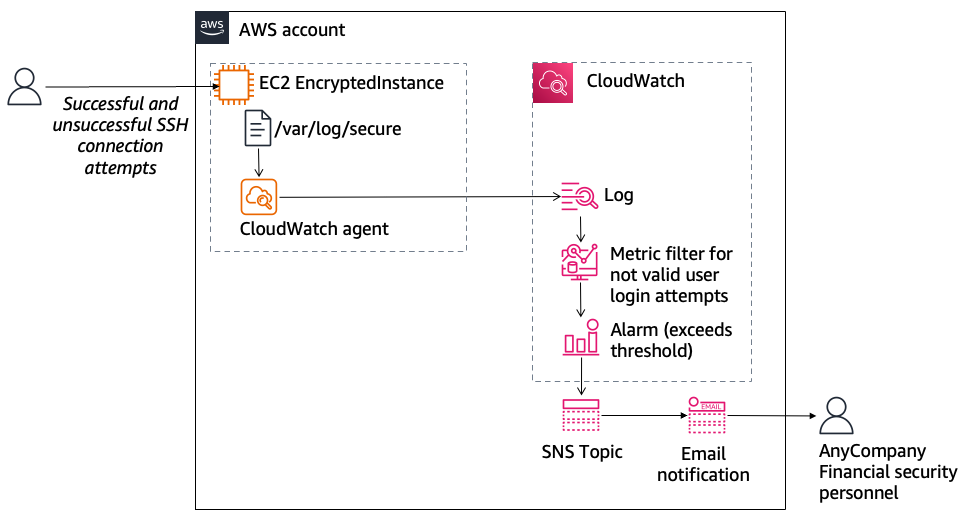 aws
AWS account
Successful and
unsuccessful SSH
connection
attempts
EC2 EncryptedInstance
/var/log/secure
CloudWatch agent
CloudWatch
Log
Metric filter for
not valid user
login attempts
Alarm (exceeds
threshold)
SNS Topic
EMAIL
Email
notification
AnyCompany
Financial security
personnel